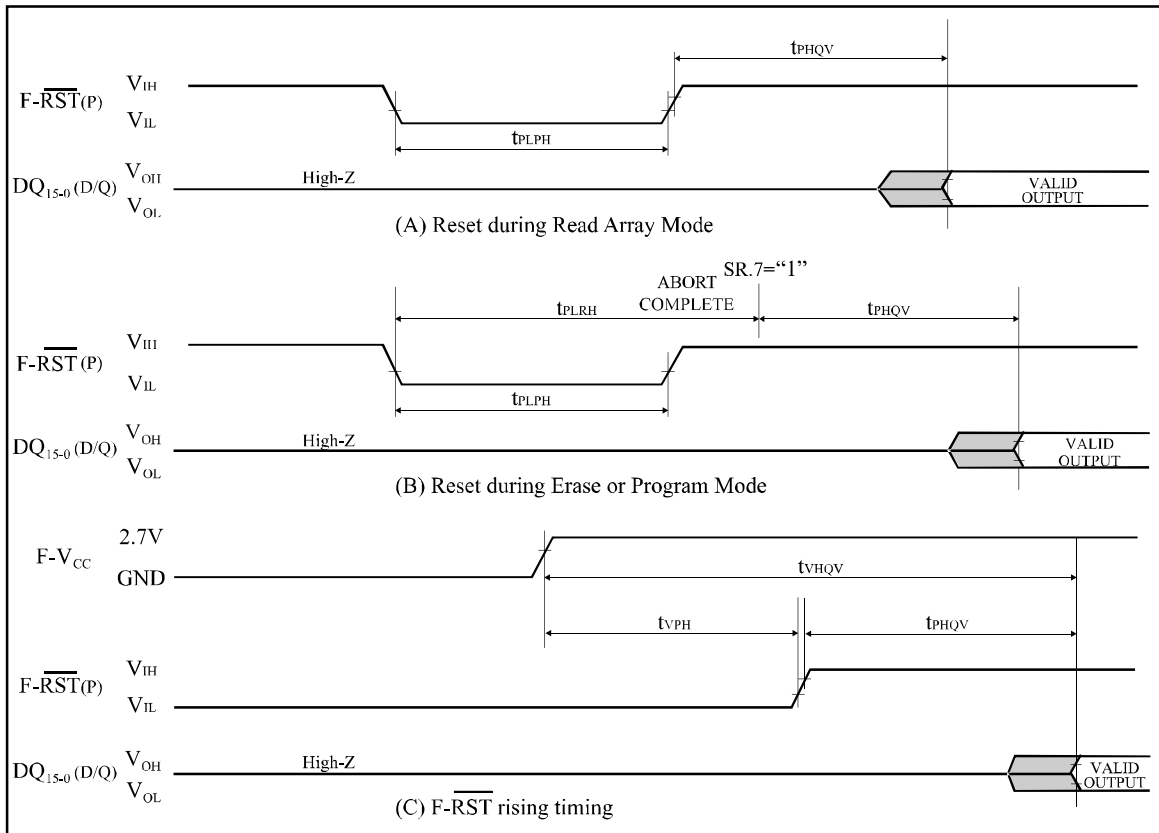 tPHQV
VIH
F-RST(P)
VIL
tPLPH
VOH
DQ15-0 (D/Q)
High-Z
VALID
OUTPUT
VOL
(A) Reset during Read Array Mode
SR.7=“1”
ABORT
COMPLETE
tPLRH
tPHQV
VIH
F-RST(P)
VIL
tPLPH
VOH
DQ15-0 (D/Q)
High-Z
VALID
OUTPUT
VOL
(B) Reset during Erase or Program Mode
2.7V
F-VCC
GND
tVHQV
tVPH
tPHQV
VIH
F-RST(P)
VIL
VOH
DQ15-0 (D/Q)
High-Z
VALID
OUTPUT
VOL
(C) F-RST rising timing